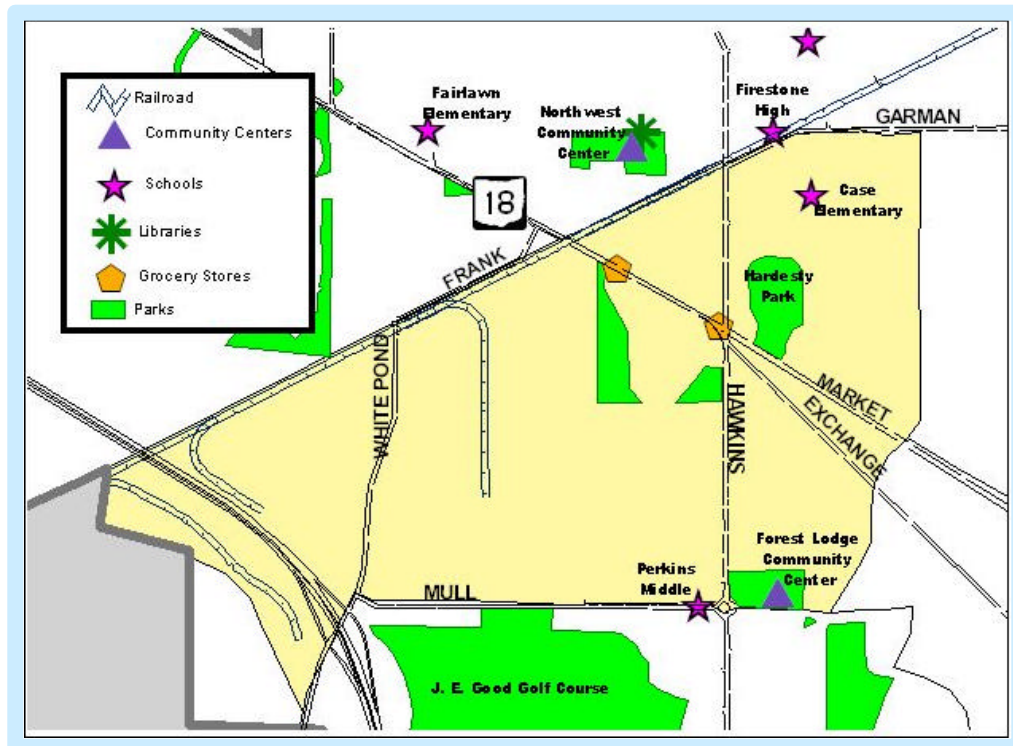 Railroad
Community Centers
Schools
Libraries
Grocery Stores
Parks
Fairlawn
Elementary
Northwest
Community
Center
Firestone
High
GARMAN
18
Case
Elementary
FRANK
Hardesty
Park
WHITE POND
HAWKINS
MARKET
EXCHANGE
Forest Lodge
Community
Center
Perkins
Middle
MULL
J. E. Good Golf Course